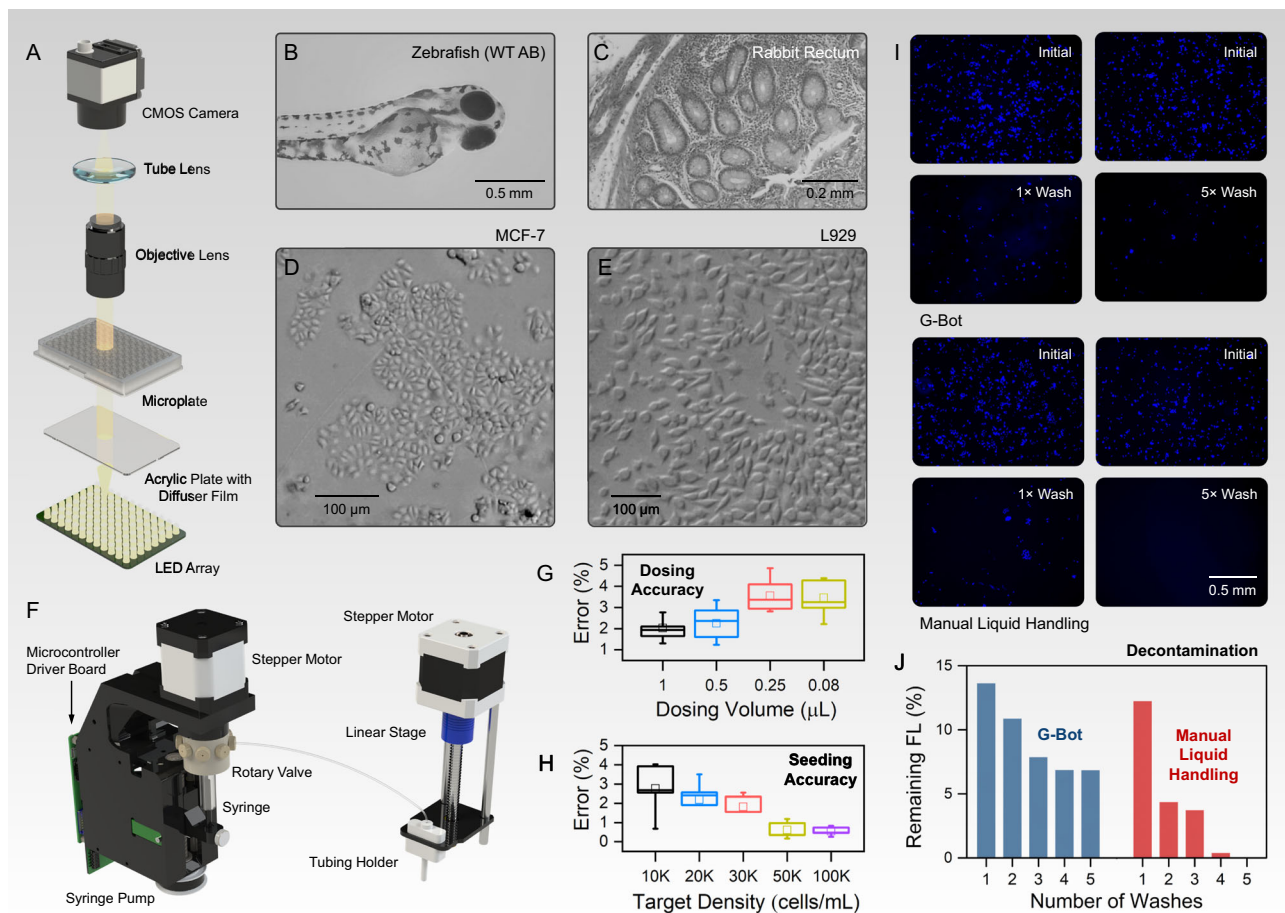 A
CMOS Camera
Tube Lens
Objective Lens
Microplate
Acrylic Plate with
Diffuser Film
LED Array
B
Zebrafish (WT AB)
0.5 mm
C
Rabbit Rectum
0.2 mm
MCF-7
D
100 µm
L929
E
100 µm
F
Microcontroller
Driver Board
Stepper Motor
Rotary Valve
Syringe
Syringe Pump
Stepper Motor
Linear Stage
Tubing Holder
G
Dosing
Accuracy
Error (%)
5
4
3
2
1
1 0.5 0.25 0.08
Dosing Volume (µL)
H
Seeding
Accuracy
Error (%)
4
3
2
1
0
10K 20K 30K 50K 100K
Target Density (cells/mL)
I
Initial
Initial
1× Wash
5× Wash
G-Bot
Initial
Initial
1× Wash
5× Wash
0.5 mm
Manual Liquid Handling
J
Decontamination
Remaining FL (%)
15
10
5
0
G-Bot
Manual
Liquid
Handling
1 2 3 4 5 1 2 3 4 5
Number of Washes